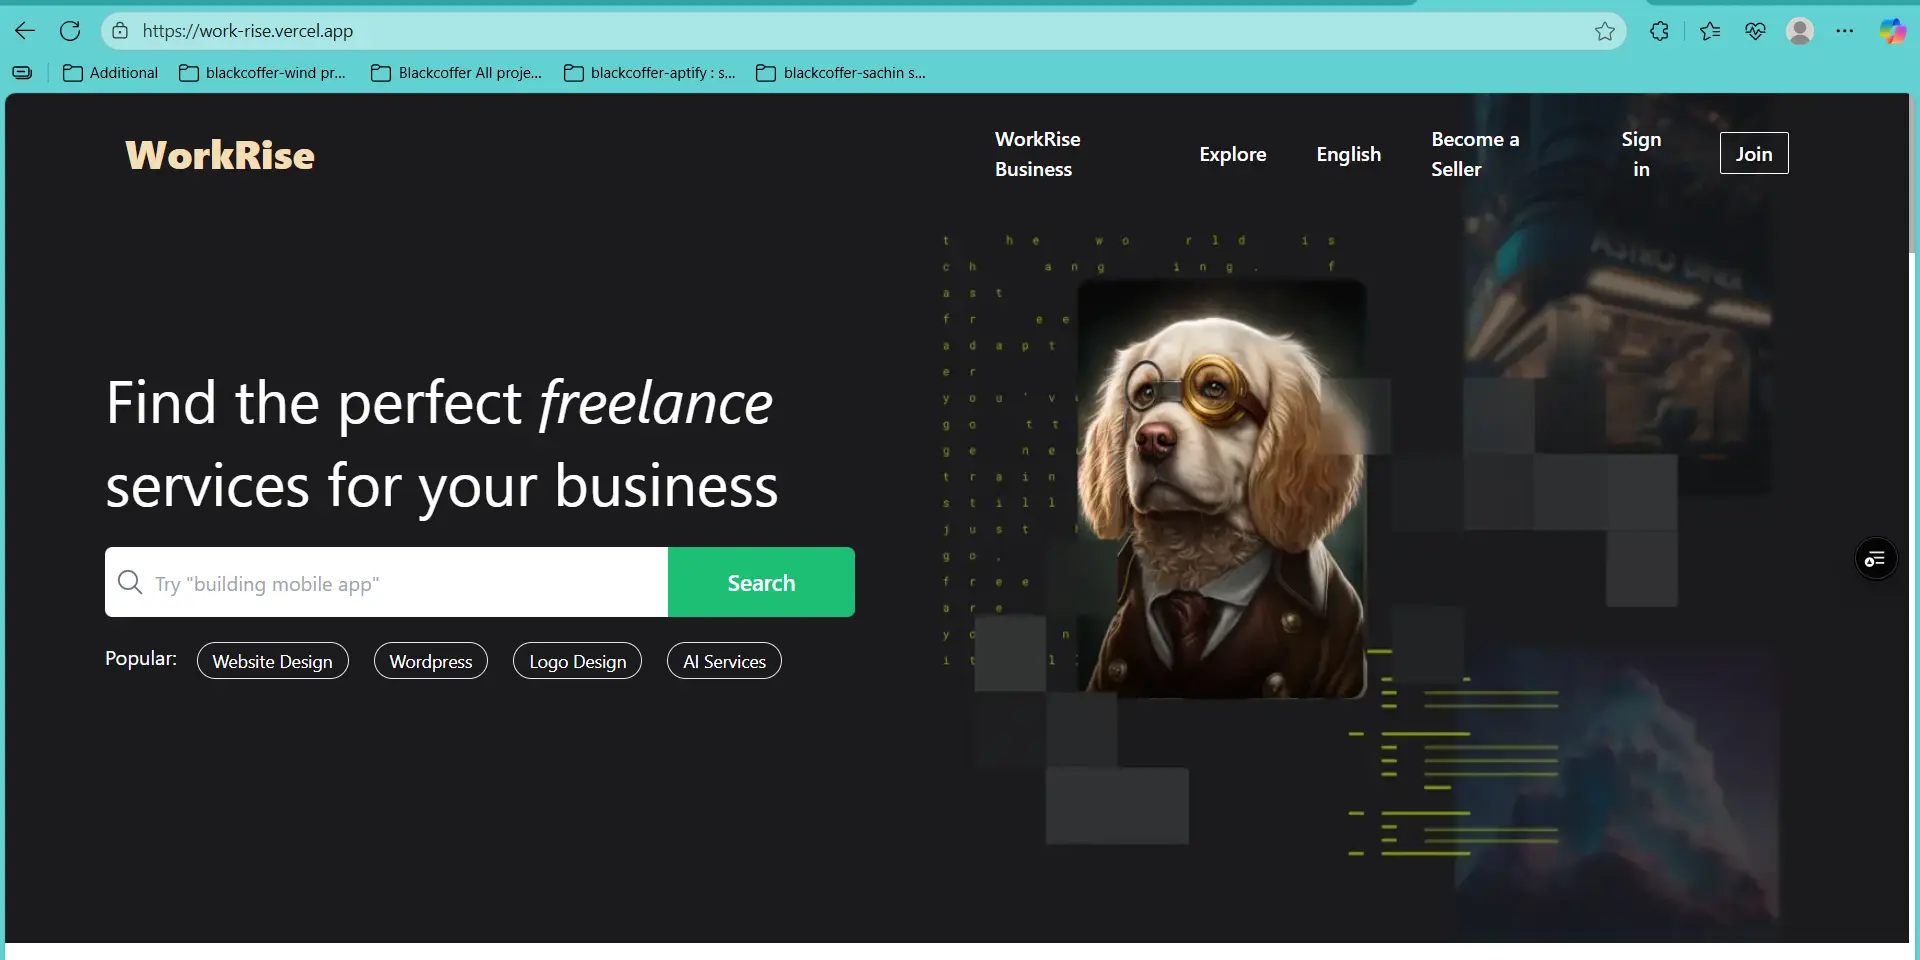 https://work-rise.vercel.app
Additional
blackcoffer-wind pr...
Blackcoffer All proje...
blackcoffer-aptify : s...
blackcoffer-sachin s...
WorkRise
WorkRise
Business
Explore
English
Become a
Seller
Sign
in
Join
t h e w o r l d i s
c h a n g i n g . f
a s t
f r e e
a d a p t
e r
y o u ' v
g o t t
g e n e
t r a i n
s t i l l
j u s t
g o .
f r e e
a r e
Find the perfect freelance
services for your business
Try "building mobile app"
Search
Popular:
Website Design
Wordpress
Logo Design
AI Services